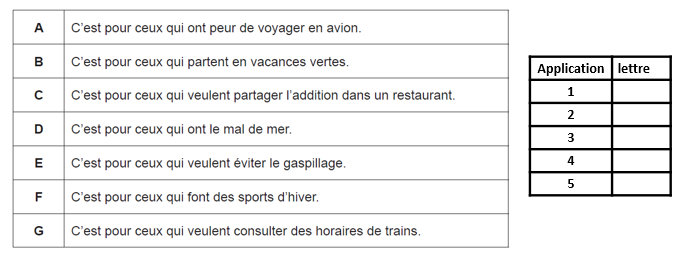 A C'est pour ceux qui ont peur de voyager en avion.
B C'est pour ceux qui partent en vacances vertes.
C C'est pour ceux qui veulent partager l'addition dans un restaurant.
D C'est pour ceux qui ont le mal de mer.
E C'est pour ceux qui veulent éviter le gaspillage.
F C'est pour ceux qui font des sports d'hiver.
G C'est pour ceux qui veulent consulter des horaires de trains.
Application lettre
1
2
3
4
5